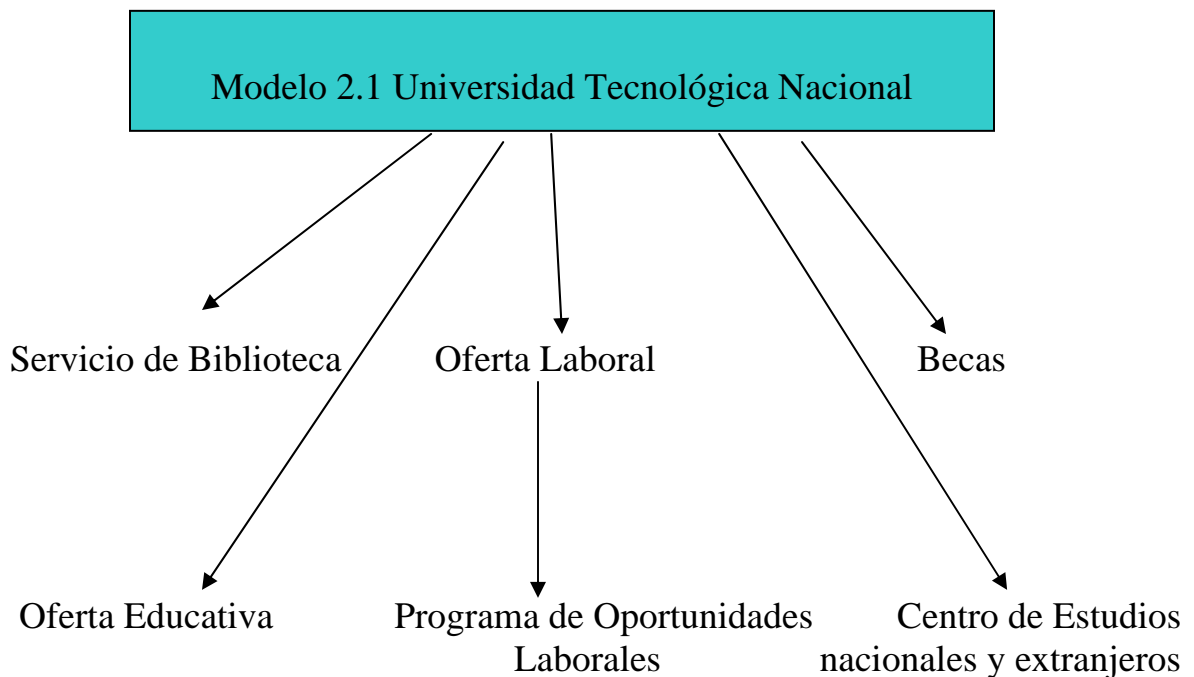 Modelo 2.1 Universidad Tecnológica Nacional
Servicio de Biblioteca
Oferta Laboral
Becas
Oferta Educativa
Programa de Oportunidades
Laborales
Centro de Estudios
nacionales y extranjeros